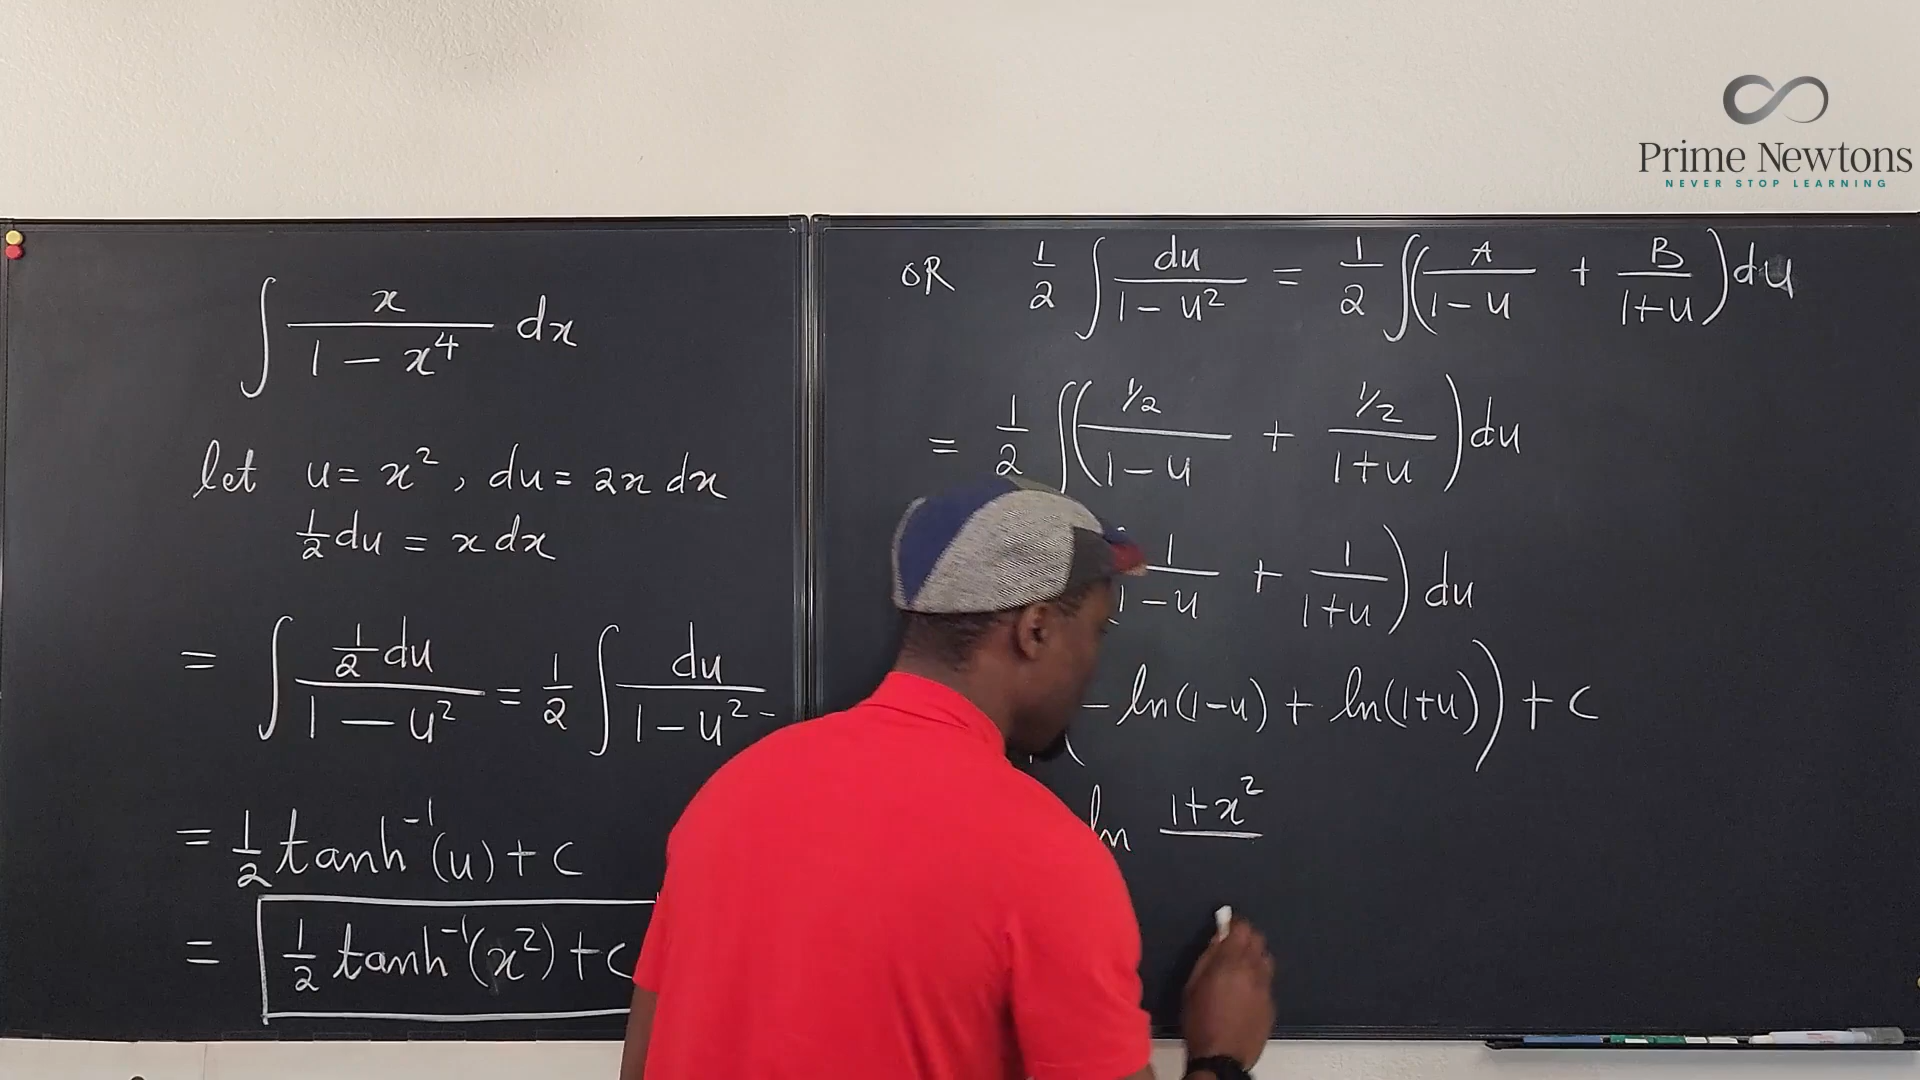 Prime Newtons
NEVER STOP LEARNING
∫ x / (1 - x⁴) dx
let u = x², du = 2x dx
½ du = x dx
= ∫ ½ du / (1 - u²) = ½ ∫ du / (1 - u²)
= ½ tanh⁻¹(u) + c
= ½ tanh⁻¹(x²) + c
OR ½ ∫ du / (1 - u²) = ½ ∫ (A / (1 - u) + B / (1 + u)) du
= ½ ∫ (½ / (1 - u) + ½ / (1 + u)) du
1 / (1 - u) + 1 / (1 + u)) du
( - ln(1-u) + ln(1+u)) + c
ln 1 + x²